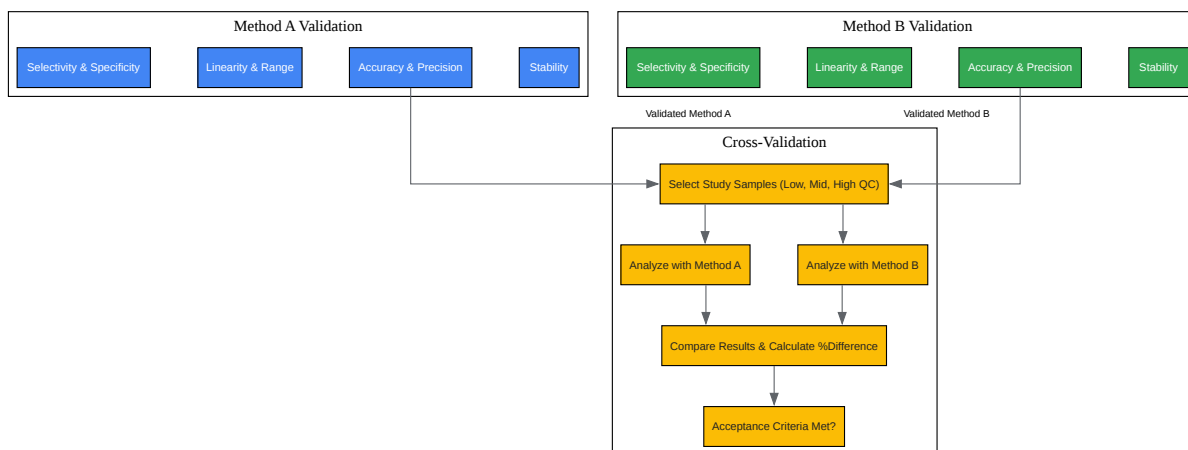 Method A Validation
Method B Validation
Selectivity & Specificity
Linearity & Range
Accuracy & Precision
Stability
Selectivity & Specificity
Linearity & Range
Accuracy & Precision
Stability
Validated Method A
Validated Method B
Cross-Validation
Select Study Samples (Low, Mid, High QC)
Analyze with Method A
Analyze with Method B
Compare Results & Calculate %Difference
Acceptance Criteria Met?